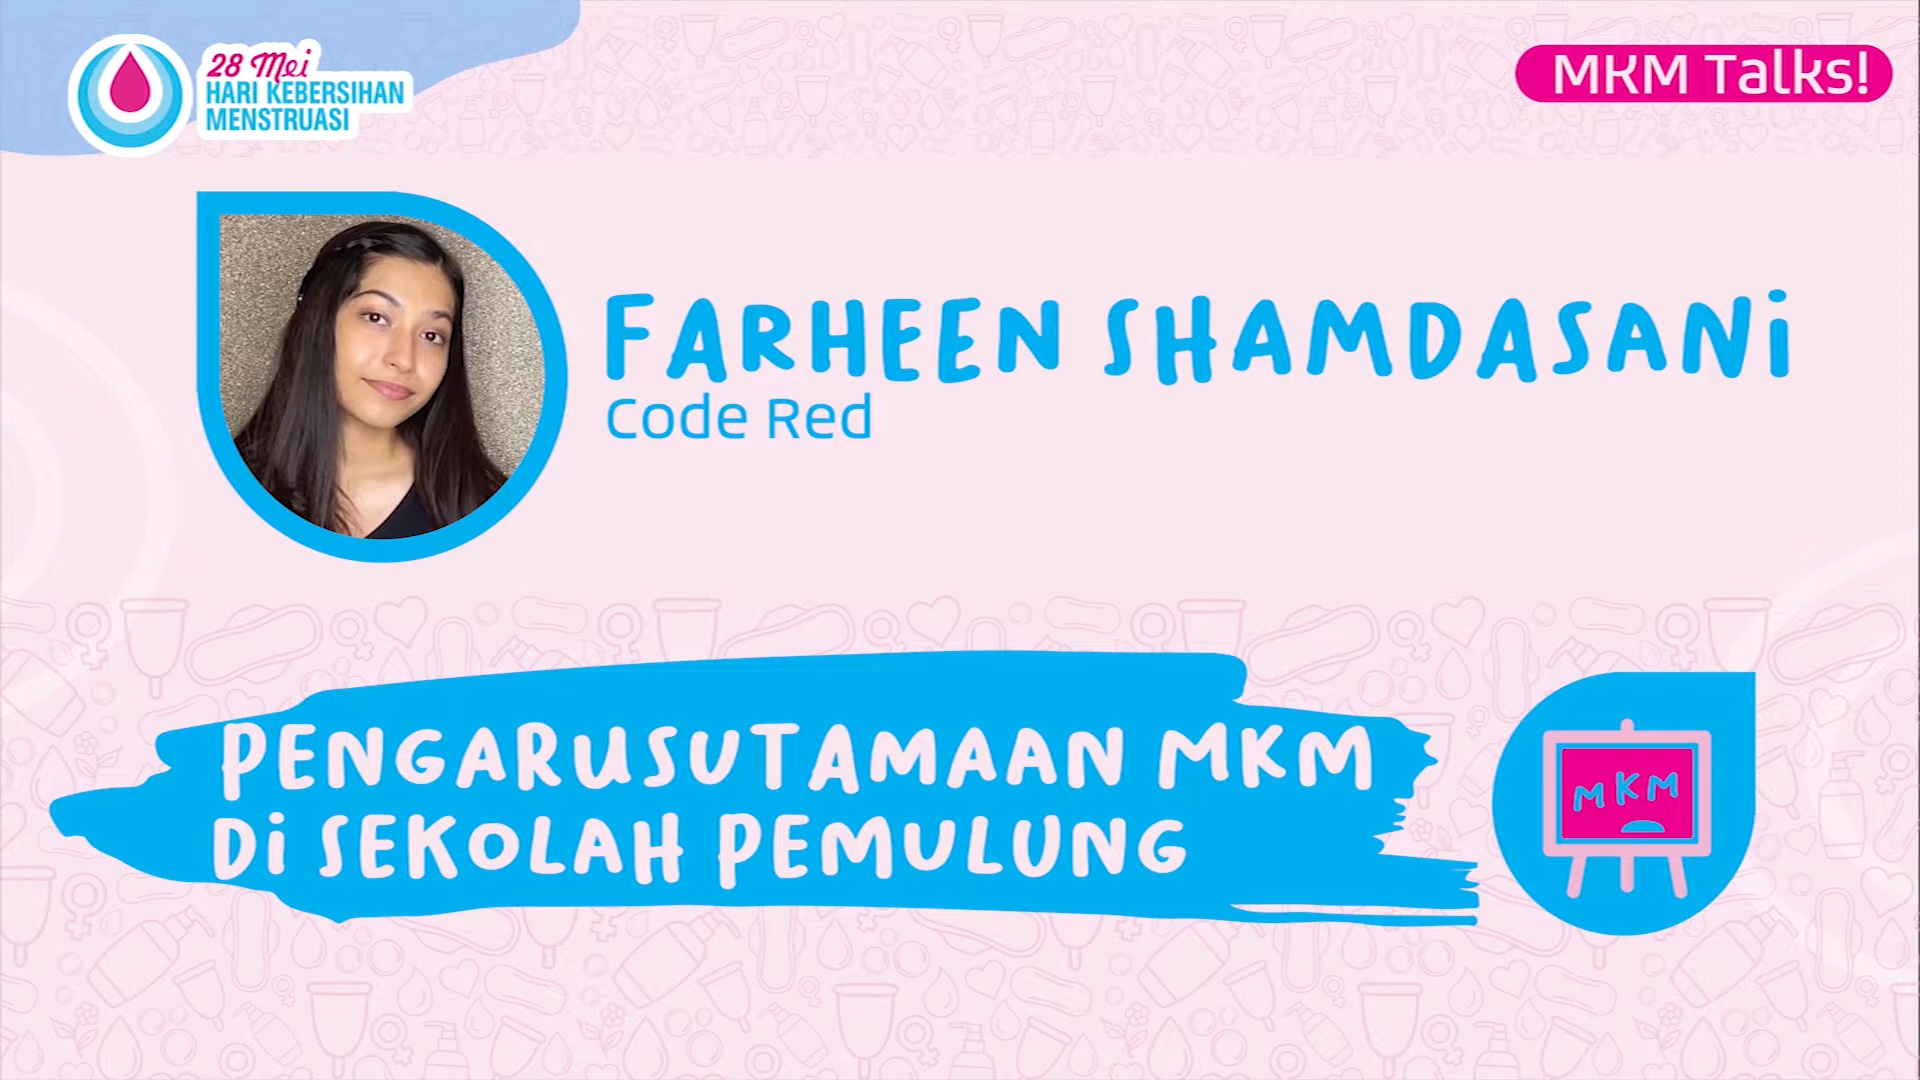 28 Mei
HARI KEBERSIHAN
MENSTRUASI
MKM Talks!
FARHEEN SHAMDASANi
Code Red
PENGARUSUTAMAAN MKM
Di SEKOLAH PEMULUNG
MKM